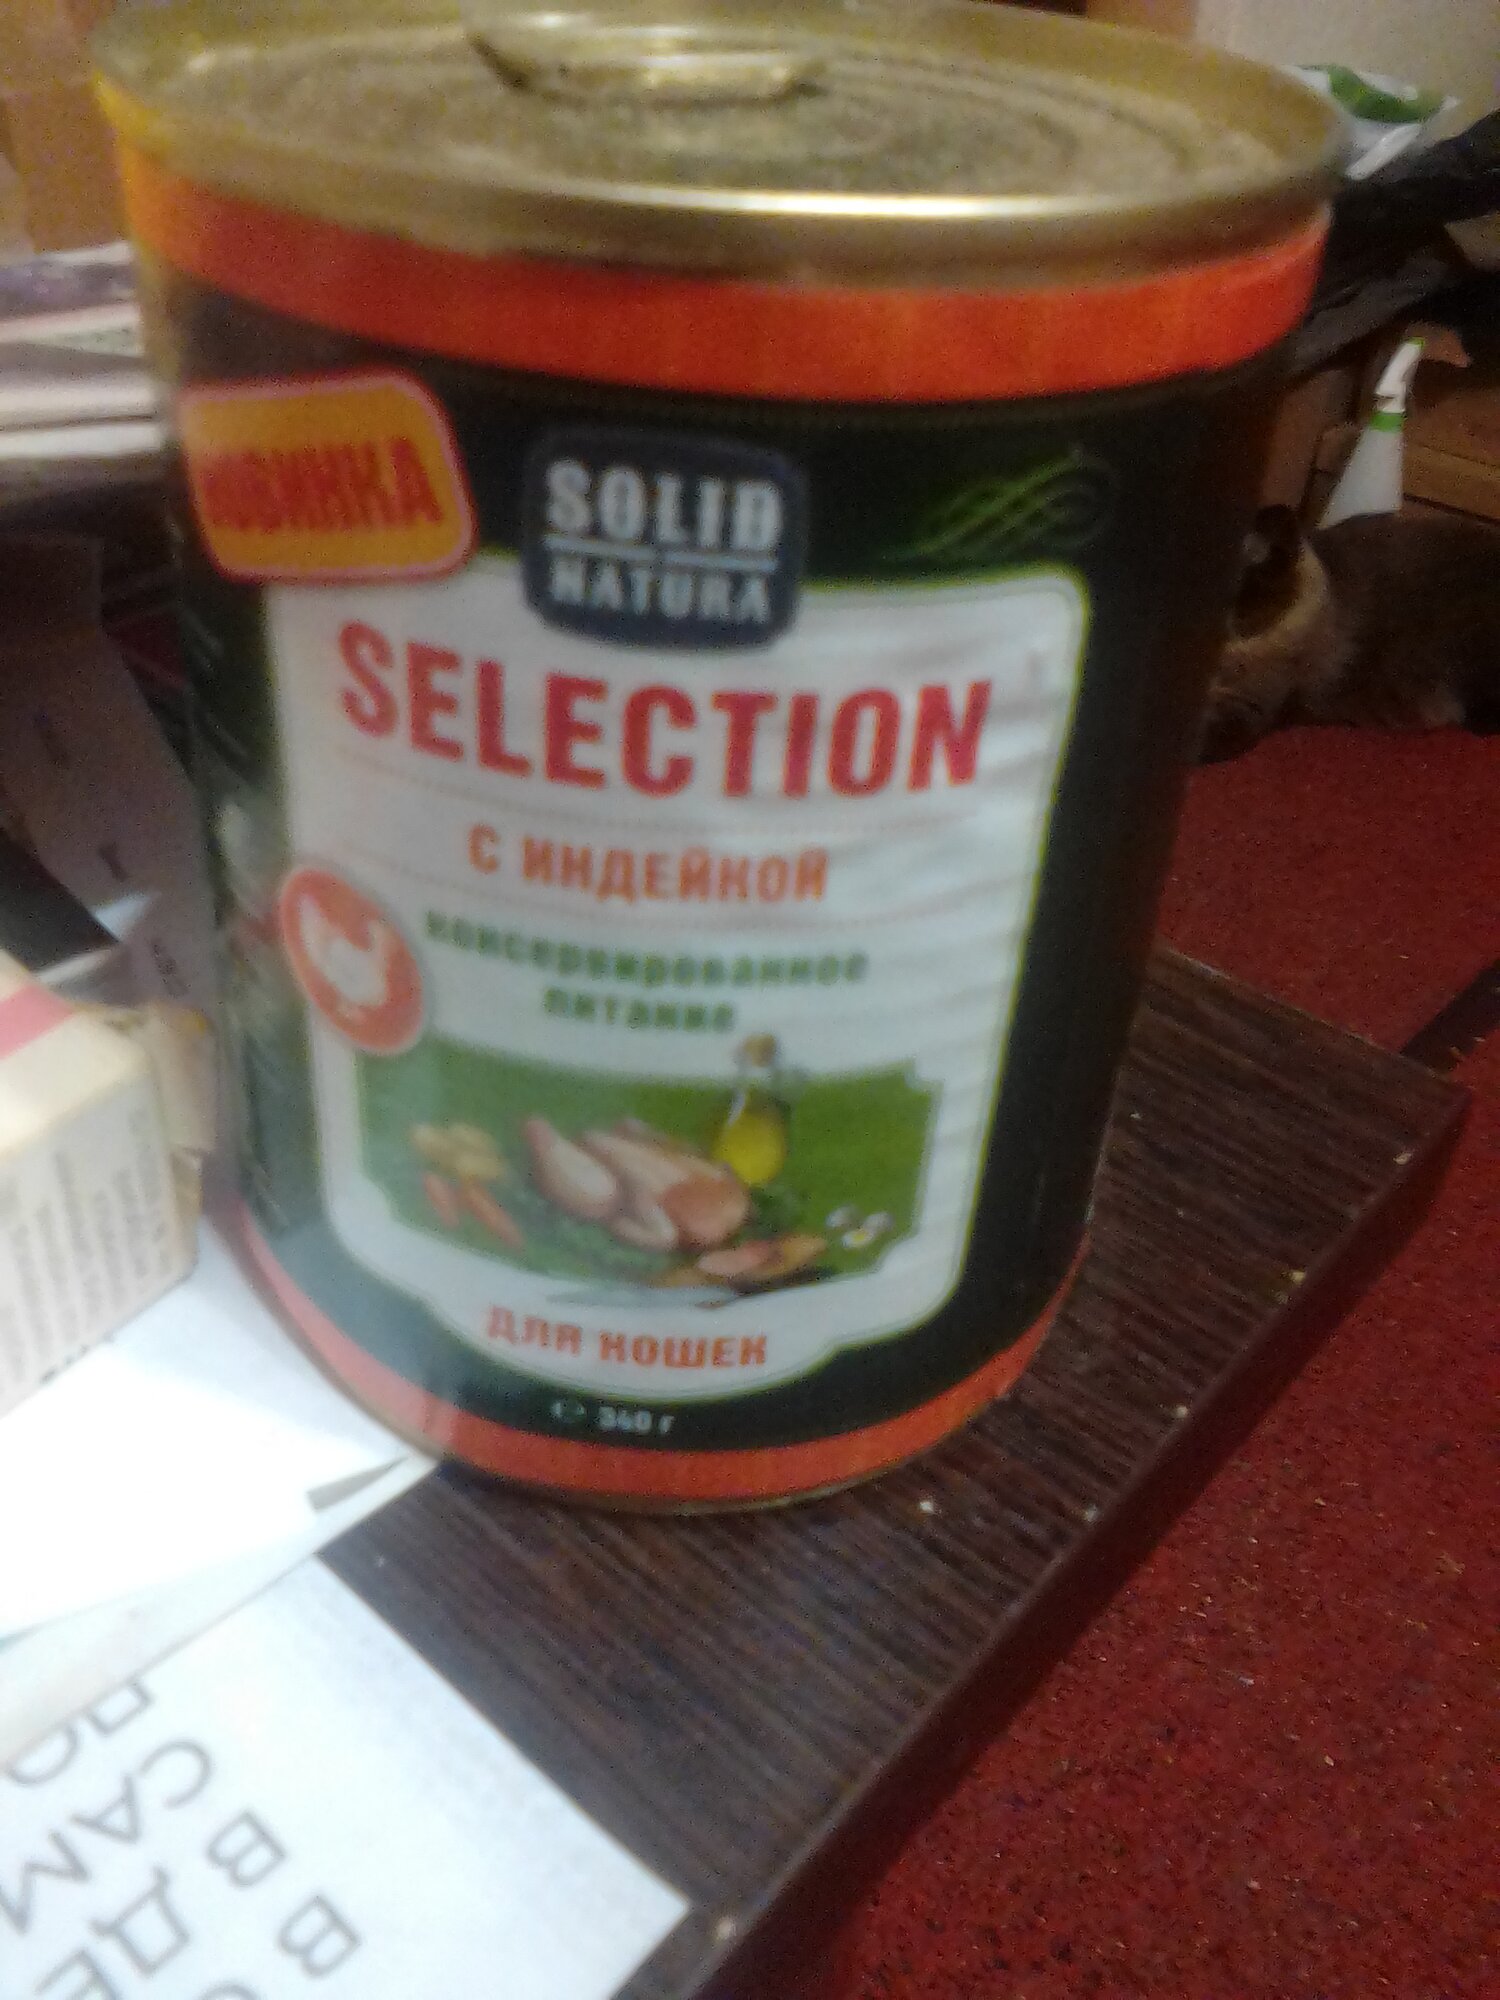 НОВИНКА
SOLID
NATURA
SELECTION
С ИНДЕЙКОЙ
консервированное
питание
ДЛЯ КОШЕК
340 г